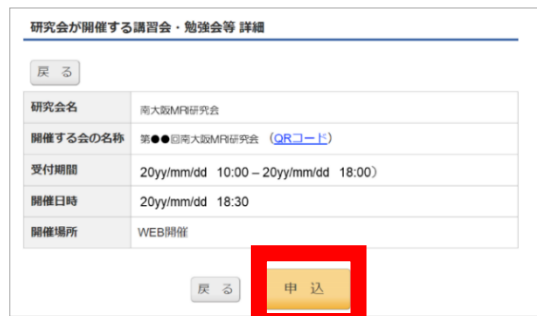 研究会が開催する講習会・勉強会等 詳細
戻 る
研究会名 南大阪MRI研究会
開催する会の名称 第●●回南大阪MRI研究会 (QRコード)
受付期間 20yy/mm/dd 10:00 – 20yy/mm/dd 18:00)
開催日時 20yy/mm/dd 18:30
開催場所 WEB開催
戻 る 申 込